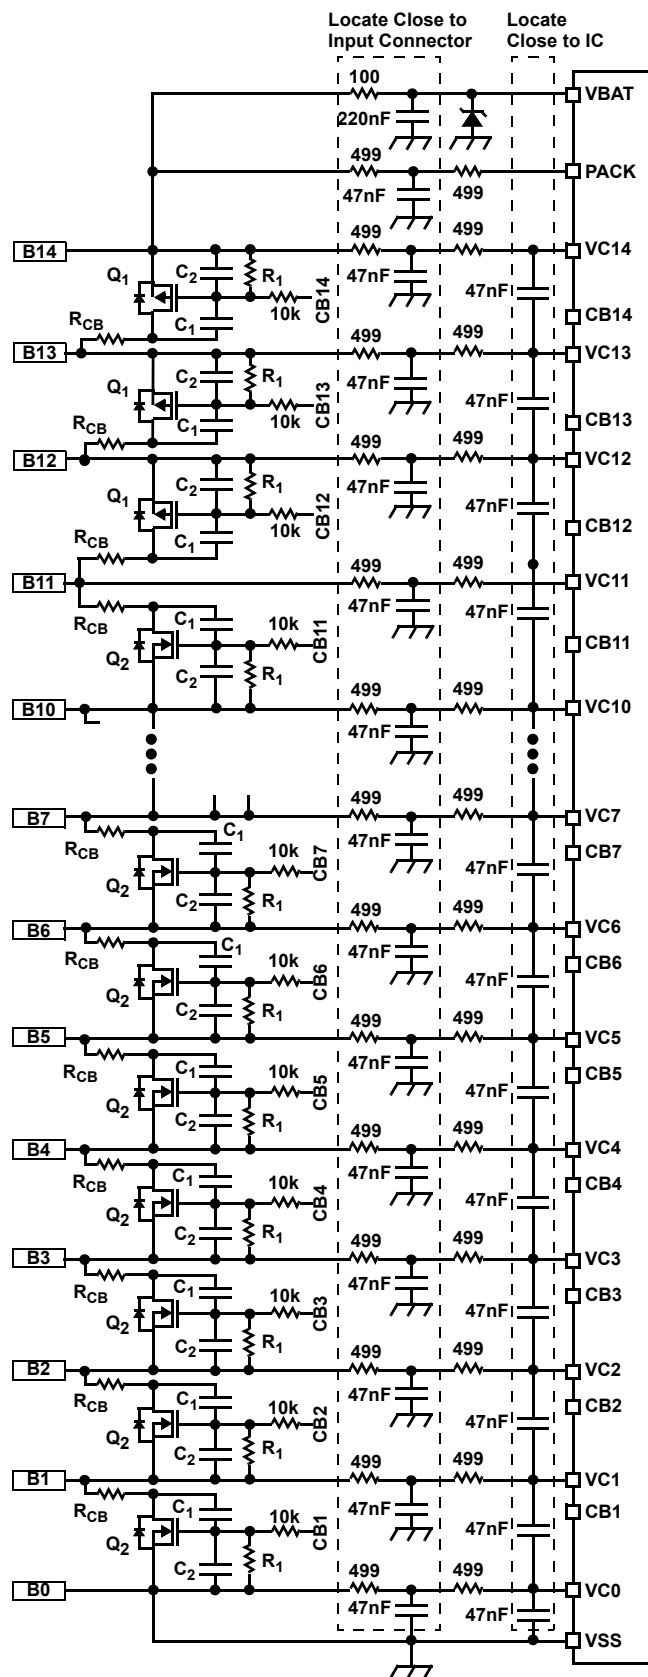 Locate Close to
Input Connector
Locate
Close to IC
100
VBAT
220nF
499
PACK
47nF
499
B14
499
499
VC14
Q1
C2
R1
47nF
47nF
CB14
CB14
RCB
C1
10k
B13
499
499
VC13
Q1
C2
R1
47nF
47nF
CB13
CB13
RCB
C1
10k
B12
499
499
VC12
Q1
C2
R1
47nF
47nF
CB12
CB12
RCB
C1
10k
B11
499
499
VC11
RCB
C1
10k
47nF
47nF
CB11
CB11
Q2
C2
R1
B10
499
499
VC10
47nF
B7
499
499
VC7
RCB
C1
10k
47nF
47nF
CB7
CB7
Q2
C2
R1
B6
499
499
VC6
RCB
C1
10k
47nF
47nF
CB6
CB6
Q2
C2
R1
B5
499
499
VC5
RCB
C1
10k
47nF
47nF
CB5
CB5
Q2
C2
R1
B4
499
499
VC4
RCB
C1
10k
47nF
47nF
CB4
CB4
Q2
C2
R1
B3
499
499
VC3
RCB
C1
10k
47nF
47nF
CB3
CB3
Q2
C2
R1
B2
499
499
VC2
RCB
C1
10k
47nF
47nF
CB2
CB2
Q2
C2
R1
B1
499
499
VC1
RCB
C1
10k
47nF
47nF
CB1
CB1
Q2
C2
R1
B0
499
499
VC0
47nF
47nF
VSS